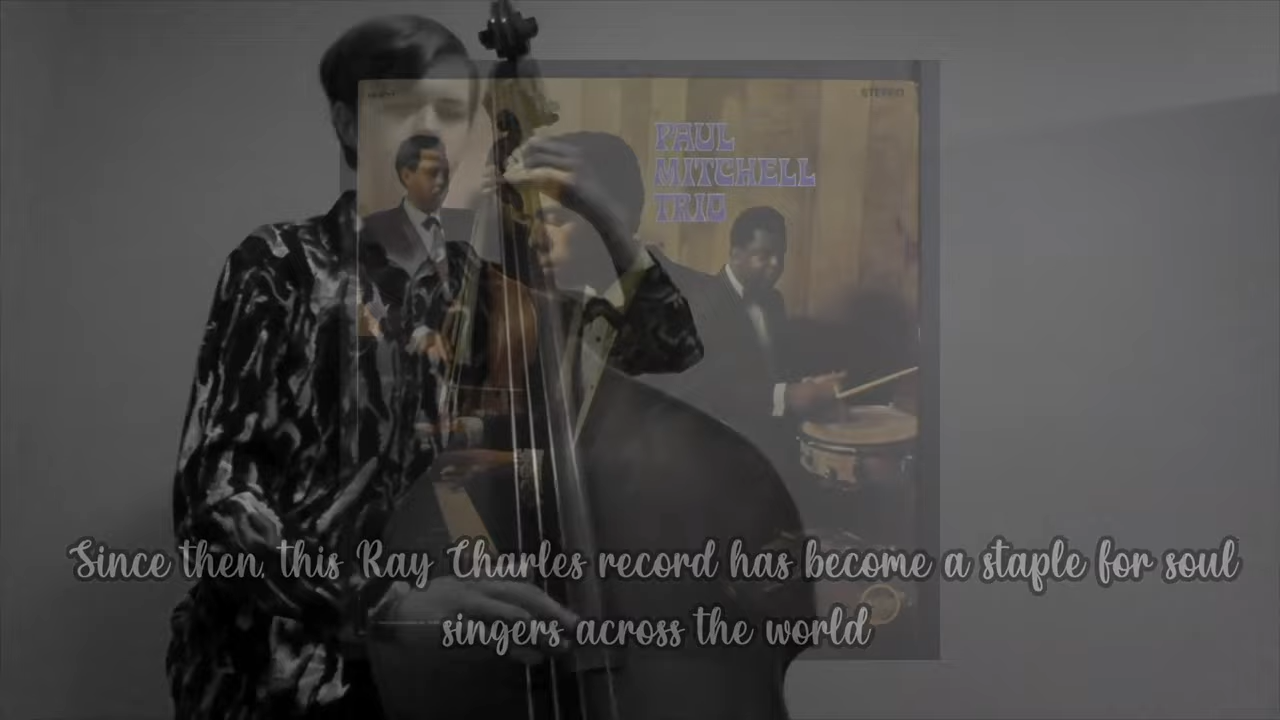 STEREO
PAUL
MITCHELL
TRIO
Since then, this Ray Charles record has become a staple for soul
singers across the world